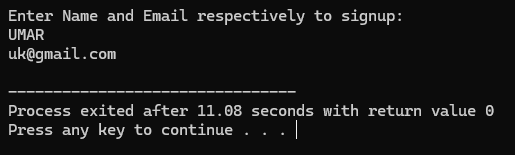 Enter Name and Email respectively to signup:
UMAR
uk@gmail.com
--------------------------------
Process exited after 11.08 seconds with return value 0
Press any key to continue . . .